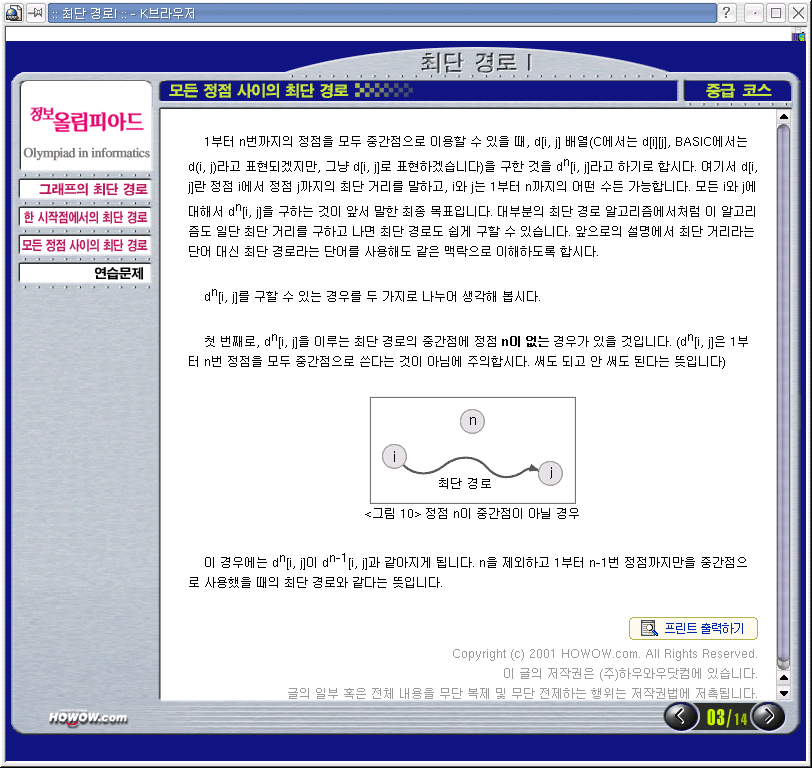 :: 최단 경로I :: - K브라우저
최단 경로 I
정보올림피아드
Olympiad in informatics
그래프의 최단 경로
한 시작점에서의 최단 경로
모든 정점 사이의 최단 경로
연습문제
모든 정점 사이의 최단 경로
중급 코스
1부터 n번까지의 정점을 모두 중간점으로 이용할 수 있을 때, d[i, j] 배열(C에서는 d[i][j], BASIC에서는
d(i, j)라고 표현되겠지만, 그냥 d[i, j]로 표현하겠습니다)을 구한 것을 dⁿ[i, j]라고 하기로 합시다. 여기서 d[i,
j]란 정점 i에서 정점 j까지의 최단 거리를 말하고, i와 j는 1부터 n까지의 어떤 수든 가능합니다. 모든 i와 j에
대해서 dⁿ[i, j]을 구하는 것이 앞서 말한 최종 목표입니다. 대부분의 최단 경로 알고리즘에서처럼 이 알고리
즘도 일단 최단 거리를 구하고 나면 최단 경로도 쉽게 구할 수 있습니다. 앞으로의 설명에서 최단 거리라는
단어 대신 최단 경로라는 단어를 사용해도 같은 맥락으로 이해하도록 합시다.
dⁿ[i, j]를 구할 수 있는 경우를 두 가지로 나누어 생각해 봅시다.
첫 번째로, dⁿ[i, j]을 이루는 최단 경로의 중간점에 정점 n이 없는 경우가 있을 것입니다. (dⁿ[i, j]은 1부
터 n번 정점을 모두 중간점으로 쓴다는 것이 아님에 주의합시다. 써도 되고 안 써도 된다는 뜻입니다)
n
i
j
최단 경로
<그림 10> 정점 n이 중간점이 아닐 경우
이 경우에는 dⁿ[i, j]이 dⁿ⁻¹[i, j]과 같아지게 됩니다. n을 제외하고 1부터 n-1번 정점까지만을 중간점으
로 사용했을 때의 최단 경로와 같다는 뜻입니다.
프린트 출력하기
Copyright (c) 2001 HOWOW.com. All Rights Reserved.
이 글의 저작권은 (주)하우와우닷컴에 있습니다.
글의 일부 혹은 전체 내용을 무단 복제 및 무단 전제하는 행위는 저작권법에 저촉됩니다.
HOWOW.com
03/14